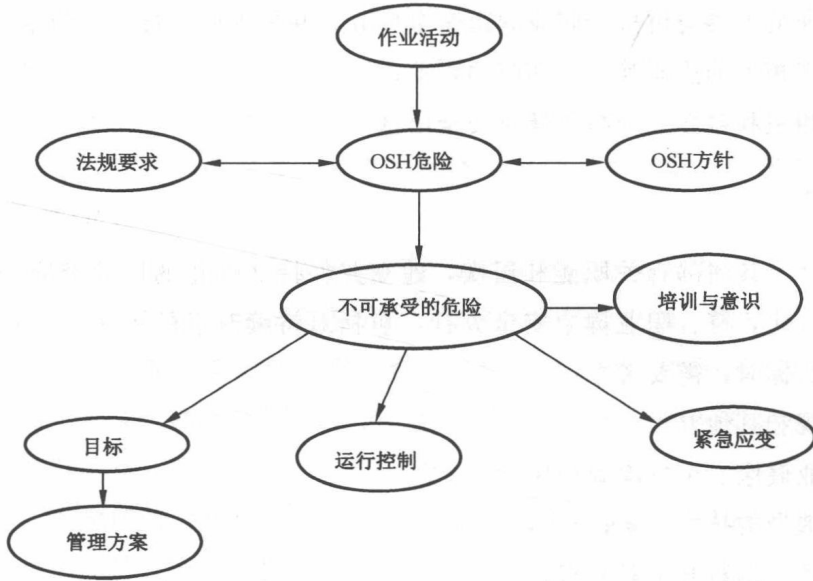 作业活动
法规要求
OSH危险
OSH方针
不可承受的危险
培训与意识
目标
运行控制
紧急应变
管理方案